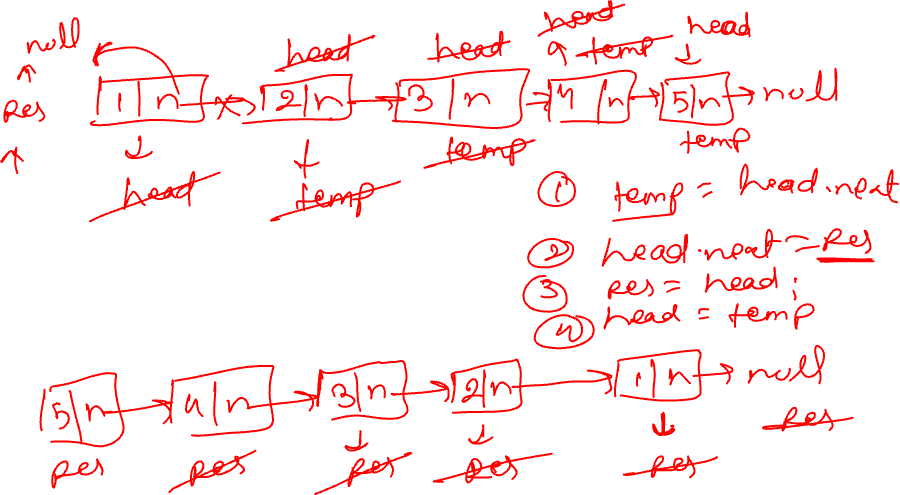 null
head head head temp head
Res 1 n 2 n 3 n 4 n 5 n null
head temp temp temp
① temp = head.next
② head.next = Res
③ res = head;
④ head = temp
5 n 4 n 3 n 2 n 1 n null
res res res res res res